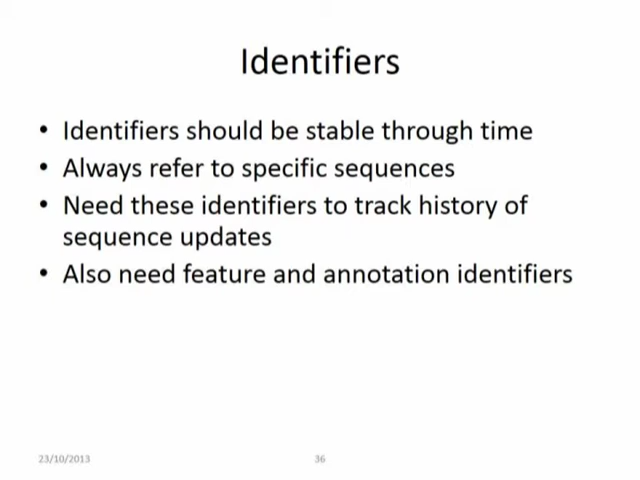 Identifiers
• Identifiers should be stable through time
• Always refer to specific sequences
• Need these identifiers to track history of
sequence updates
• Also need feature and annotation identifiers
23/10/2013
36